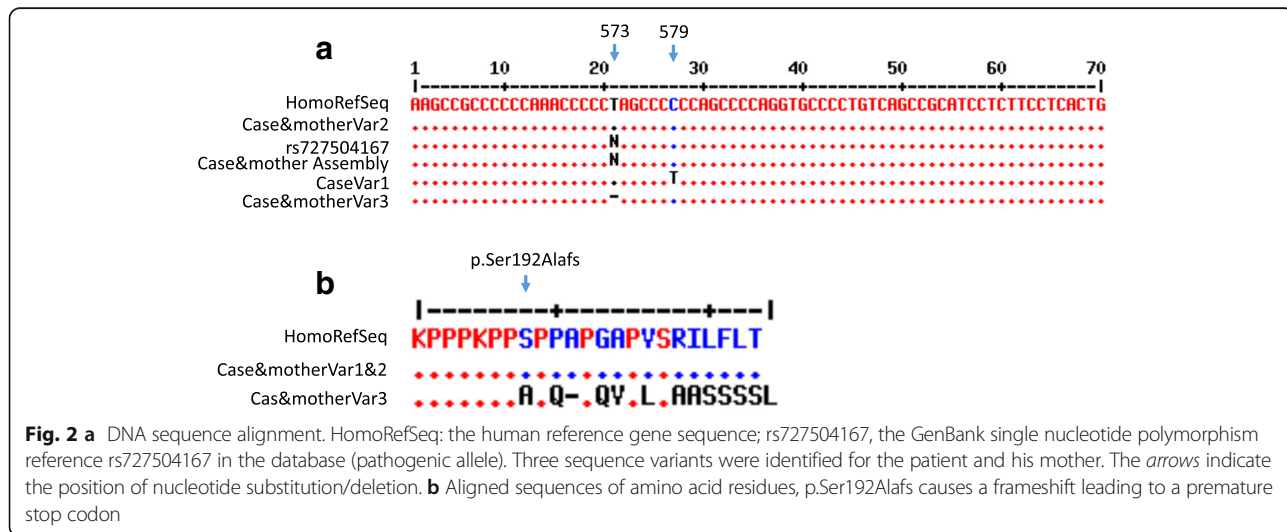 573 579
a
1 10 20 30 40 50 60 70
|--------+---------+---------+---------+---------+---------+---------|
HomoRefSeq AAGCCGCCCCCCAAACCCCCTAGCCCCCCAGCCCCAGGTGCCCCTGTCAGCCGCATCCTCTTCCTCACTG
Case&motherVar2 ......................................................................
rs727504167 ....................N.................................................
Case&mother Assembly ....................N.................................................
CaseVar1 ..........................T...........................................
Case&motherVar3 ....................-.................................................
p.Ser192Alafs
b
|--------+---------+---|
HomoRefSeq KPPPKPPSPPAPGAPVSRILFLT
Case&motherVar1&2 .......................
Cas&motherVar3 .......A.Q-.QV.L.AASSSSL
Fig. 2 a DNA sequence alignment. HomoRefSeq: the human reference gene sequence; rs727504167, the GenBank single nucleotide polymorphism
reference rs727504167 in the database (pathogenic allele). Three sequence variants were identified for the patient and his mother. The arrows indicate
the position of nucleotide substitution/deletion. b Aligned sequences of amino acid residues, p.Ser192Alafs causes a frameshift leading to a premature
stop codon